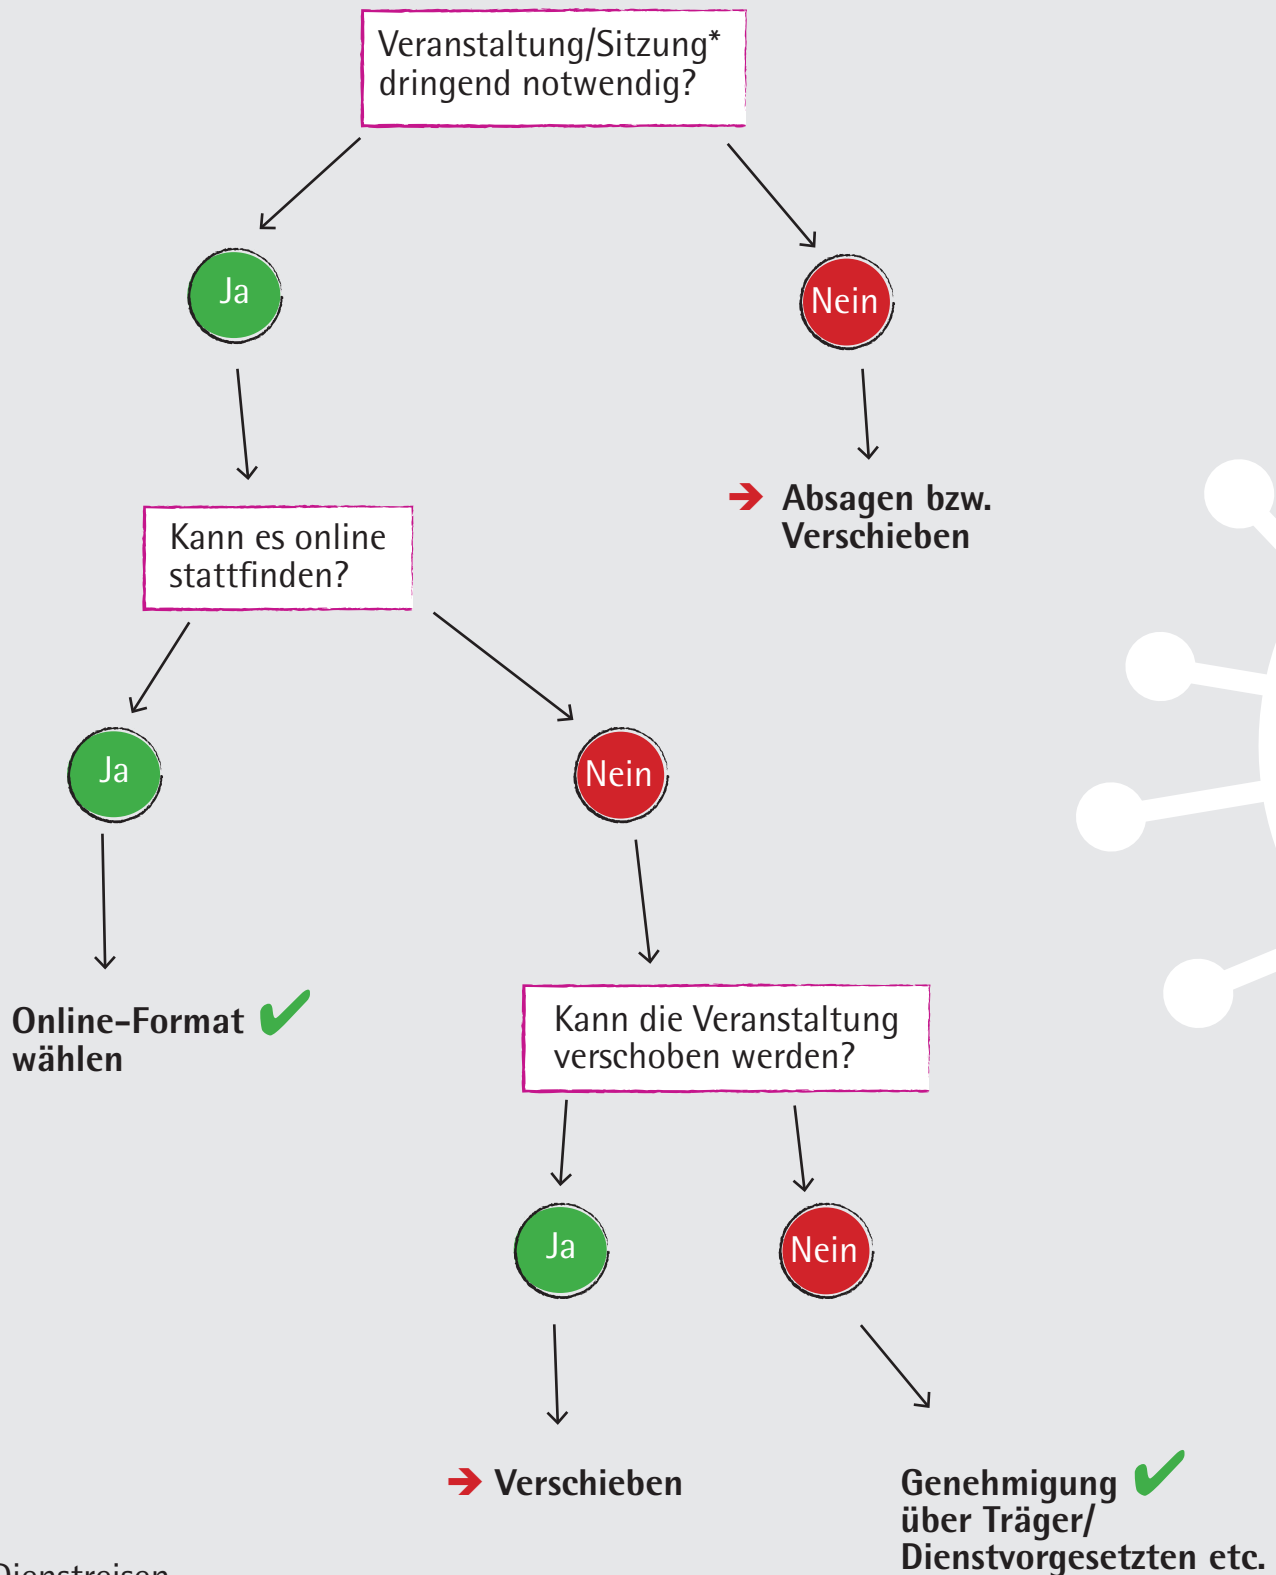 Veranstaltung/Sitzung*
dringend notwendig?
Ja
Nein
Absagen bzw.
Verschieben
Kann es online
stattfinden?
Ja
Nein
Online-Format
wählen
Kann die Veranstaltung
verschoben werden?
Ja
Nein
Verschieben
Genehmigung
über Träger/
Dienstvorgesetzten etc.
Dienstreisen